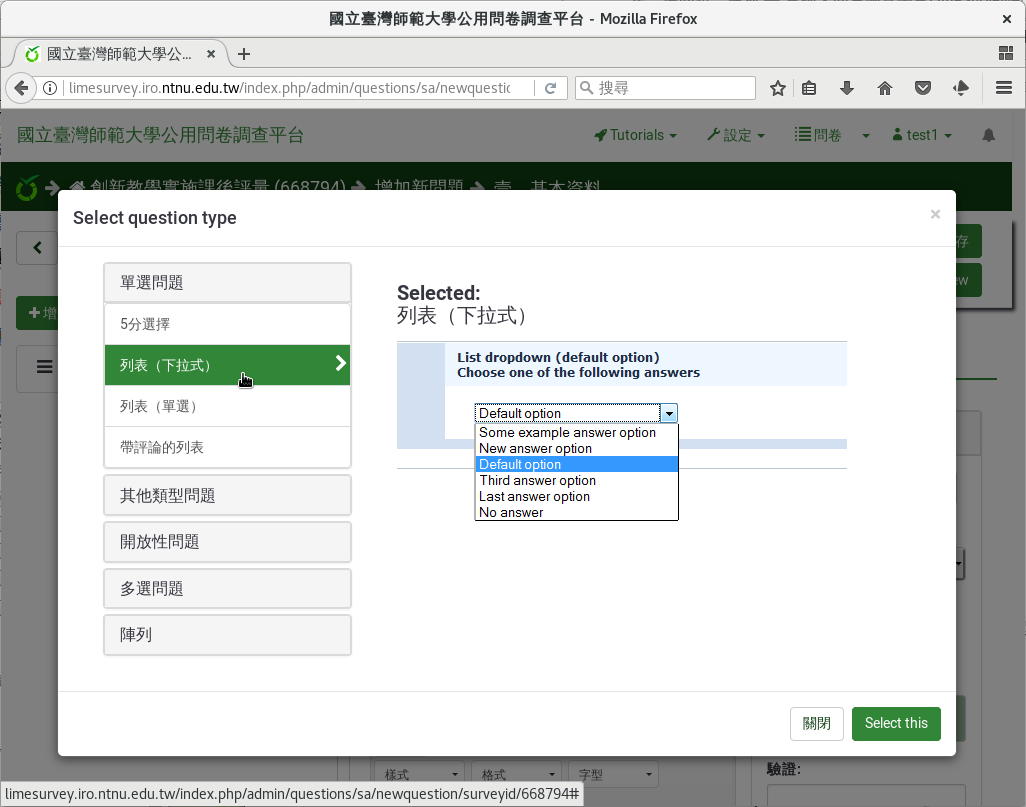 國立臺灣師範大學公用問卷調查平台 - Mozilla Firefox
國立臺灣師範大學公...
limesurvey.iro.ntnu.edu.tw/index.php/admin/questions/sa/newquestic
搜尋
國立臺灣師範大學公用問卷調查平台
Tutorials
設定
問卷
test1
創新教學實施課後評量 (668794)
增加新問題
壹、基本資料
存
ew
增
Select question type
×
單選問題
5分選擇
列表（下拉式）
列表（單選）
帶評論的列表
其他類型問題
開放性問題
多選問題
陣列
Selected:
列表（下拉式）
List dropdown (default option)
Choose one of the following answers
Default option
Some example answer option
New answer option
Default option
Third answer option
Last answer option
No answer
關閉
Select this
樣式
格式
字型
驗證:
limesurvey.iro.ntnu.edu.tw/index.php/admin/questions/sa/newquestion/surveyid/668794#